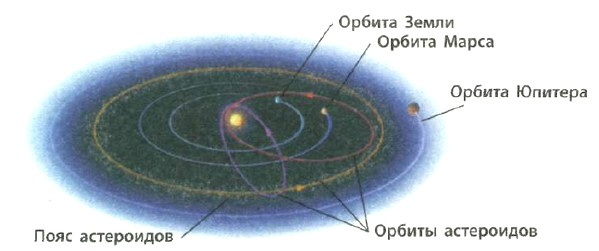 Орбита Земли
Орбита Марса
Орбита Юпитера
Пояс астероидов
Орбиты астероидов